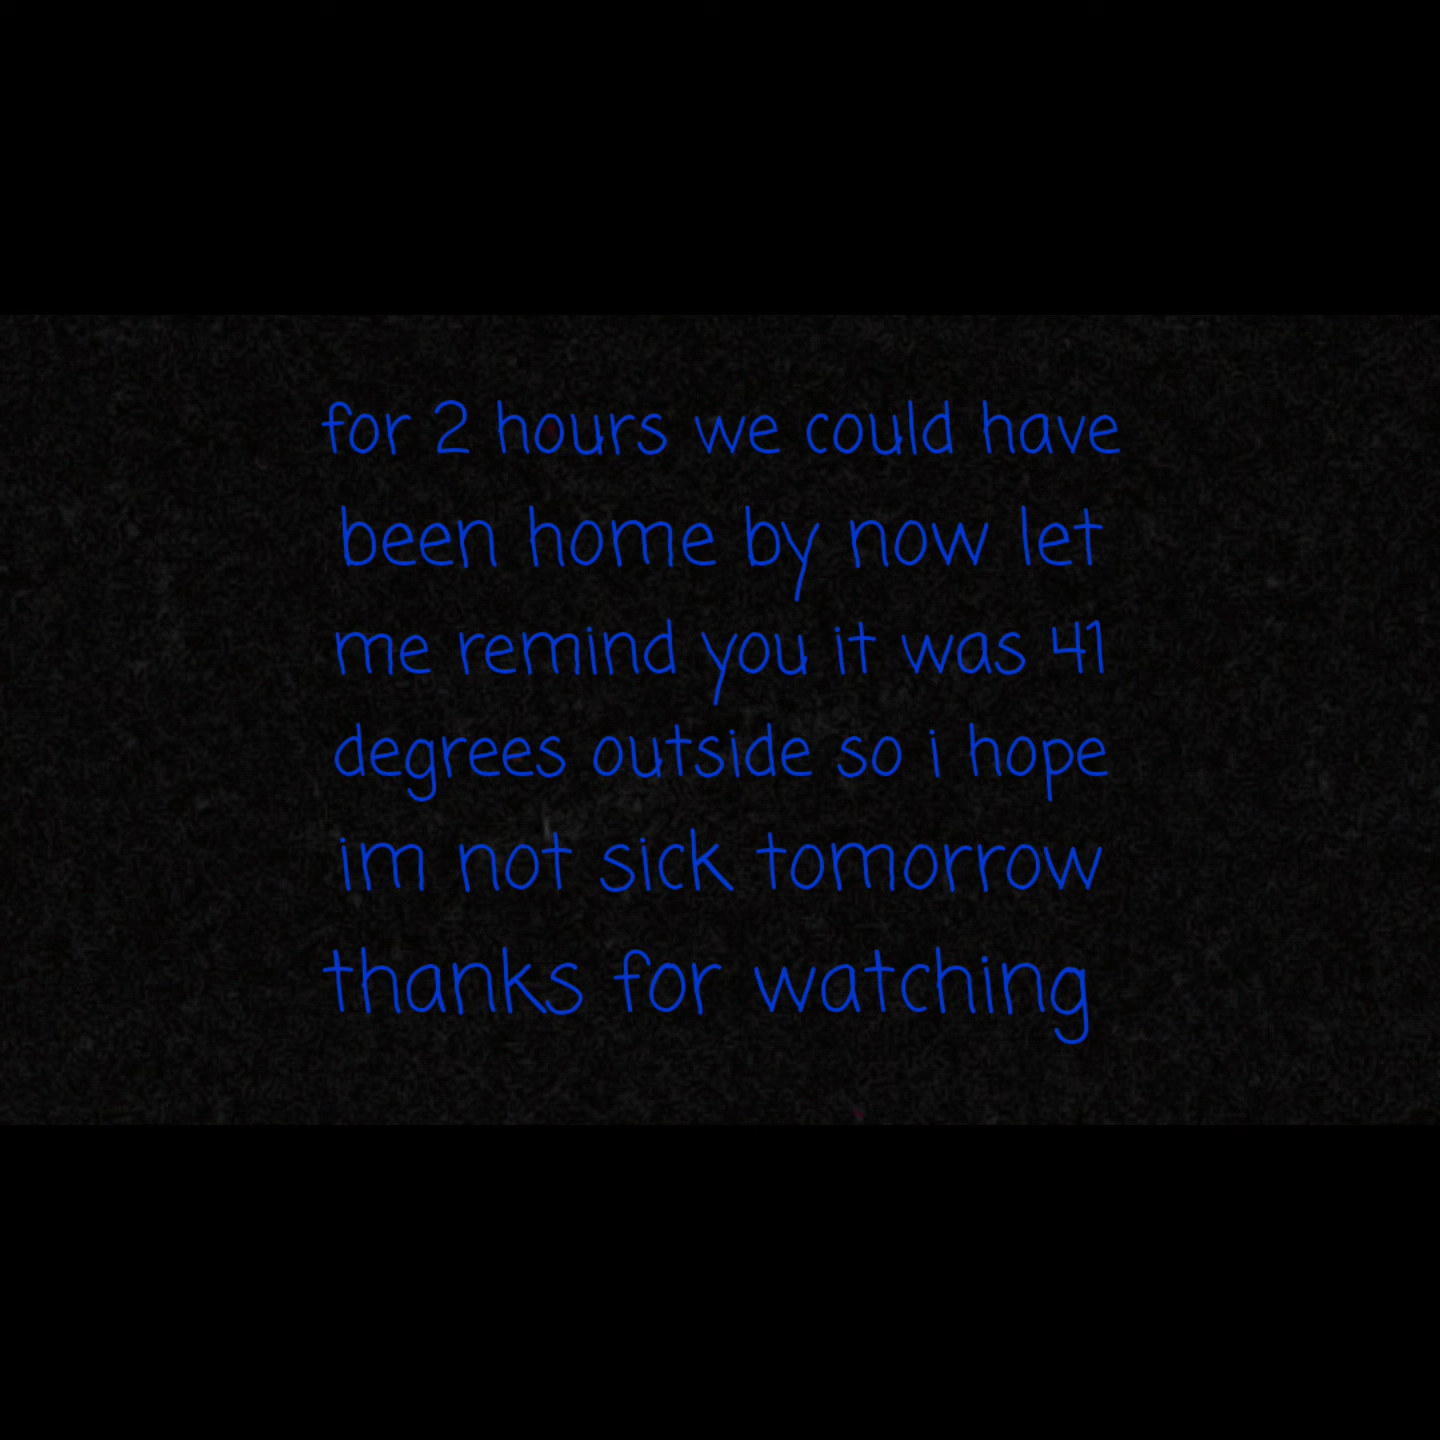 for 2 hours we could have
been home by now let
me remind you it was 41
degrees outside so i hope
im not sick tomorrow
thanks for watching